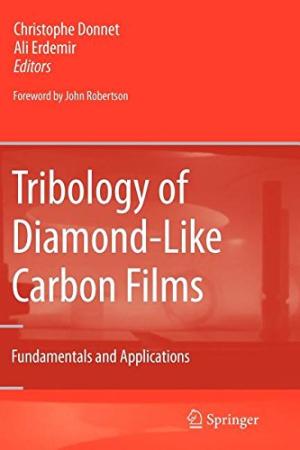 Christophe Donnet
Ali Erdemir
Editors
Foreword by John Robertson
Tribology of
Diamond-Like
Carbon Films
Fundamentals and Applications
Springer